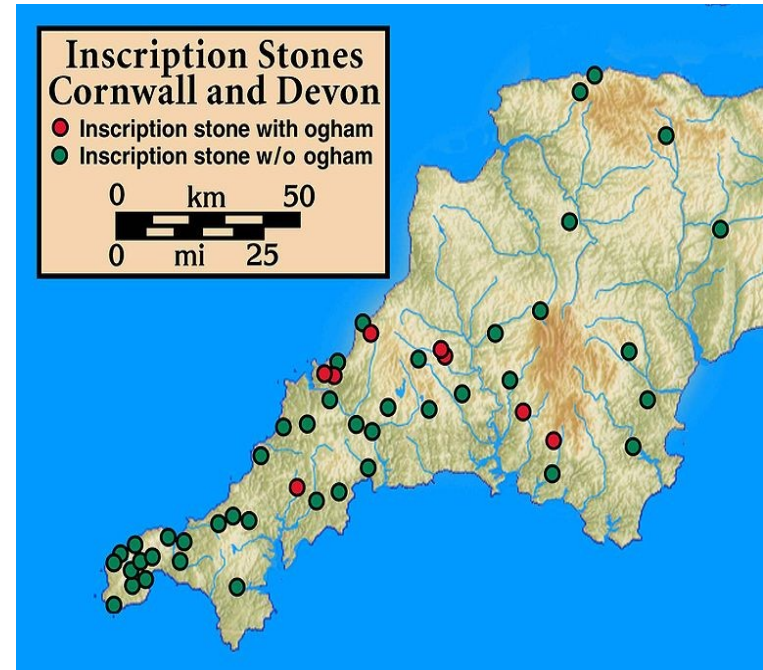 Inscription Stones
Cornwall and Devon
Inscription stone with ogham
Inscription stone w/o ogham
0 km 50
0 mi 25